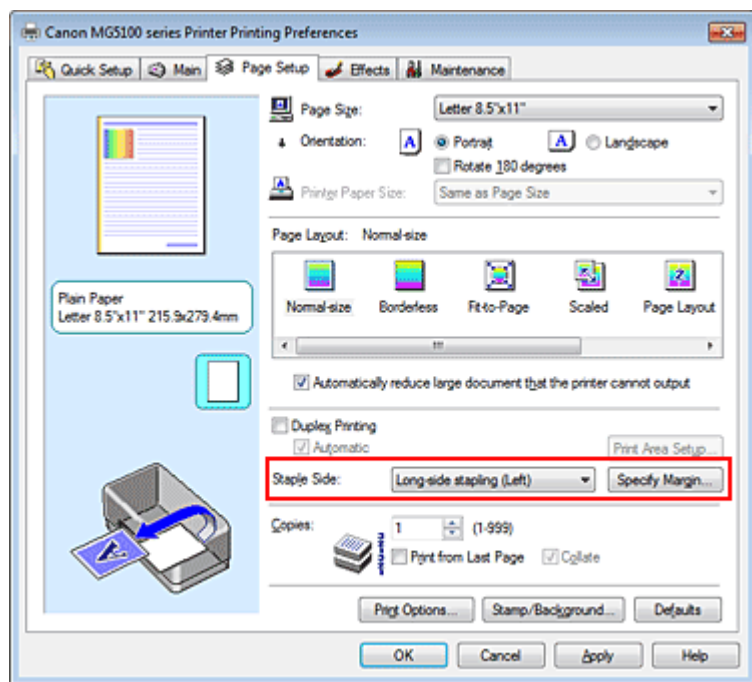 Canon MG5100 series Printer Printing Preferences
Quick Setup Main Page Setup Effects Maintenance
Page Size: Letter 8.5"x11"
Orientation: A Portrait A Landscape
Rotate 180 degrees
Printer Paper Size: Same as Page Size
Page Layout: Normal-size
Normal-size Borderless Fit-to-Page Scaled Page Layout
Plain Paper
Letter 8.5"x11" 215.9x279.4mm
Automatically reduce large document that the printer cannot output
Duplex Printing
Automatic Print Area Setup...
Staple Side: Long-side stapling (Left) Specify Margin...
Copies: 1 (1-999)
Print from Last Page Collate
Print Options... Stamp/Background... Defaults
OK Cancel Apply Help